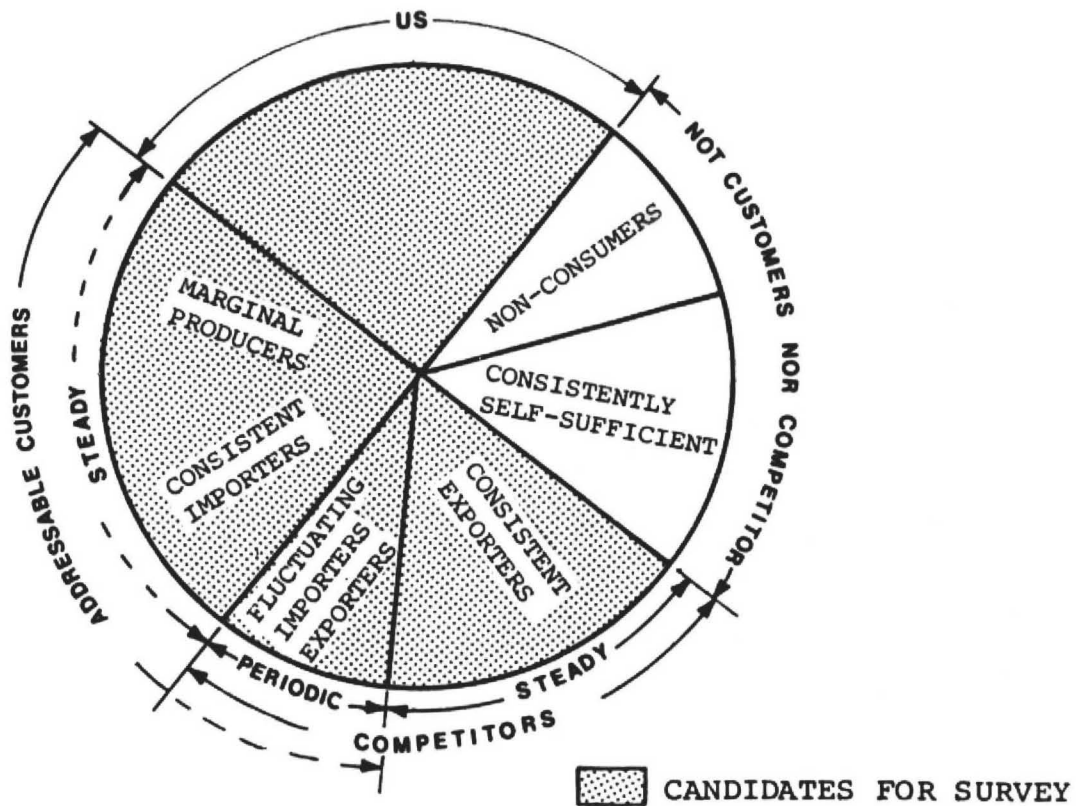 US
NOT CUSTOMERS NOR COMPETITOR
NON-CONSUMERS
CONSISTENTLY
SELF-SUFFICIENT
MARGINAL
PRODUCERS
CONSISTENT
IMPORTERS
FLUCTUATING
IMPORTERS
EXPORTERS
CONSISTENT
EXPORTERS
ADDRESSABLE CUSTOMERS
STEADY
PERIODIC
STEADY
COMPETITORS
CANDIDATES FOR SURVEY